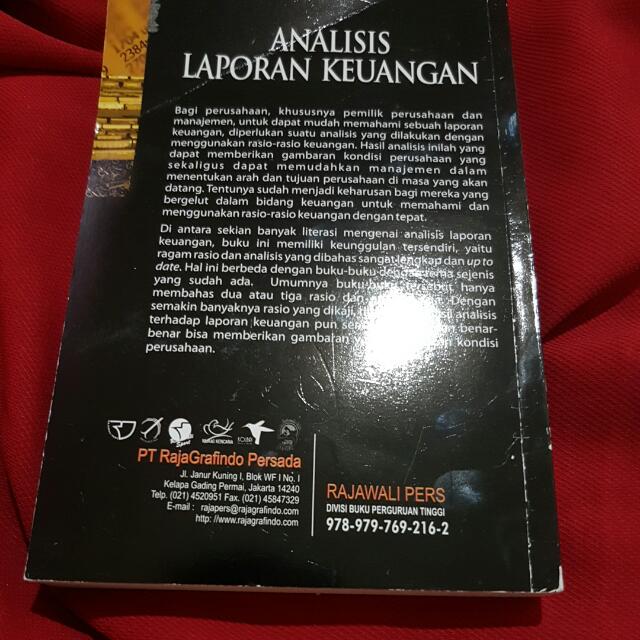 2384
ANALISIS
LAPORAN KEUANGAN
Bagi perusahaan, khususnya pemilik perusahaan dan
manajemen, untuk dapat mudah memahami sebuah laporan
keuangan, diperlukan suatu analisis yang dilakukan dengan
menggunakan rasio-rasio keuangan. Hasil analisis inilah yang
dapat memberikan gambaran kondisi perusahaan yang
sekaligus dapat memudahkan manajemen dalam
menentukan arah dan tujuan perusahaan di masa yang akan
datang. Tentunya sudah menjadi keharusan bagi mereka yang
bergelut dalam bidang keuangan untuk memahami dan
menggunakan rasio-rasio keuangan dengan tepat.
Di antara sekian banyak literasi mengenai analisis laporan
keuangan, buku ini memiliki keunggulan tersendiri, yaitu
ragam rasio dan analisis yang dibahas sangat lengkap dan up to
date. Hal ini berbeda dengan buku-buku dengan tema sejenis
yang sudah ada. Umumnya buku-buku tersebut hanya
membahas dua atau tiga rasio dan Dengan
semakin banyaknya rasio yang dikaji, analisis
terhadap laporan keuangan pun benar-
benar bisa memberikan gambaran kondisi
perusahaan.
PT RajaGrafindo Persada
Jl. Janur Kuning I, Blok WF I No. I
Kelapa Gading Permai, Jakarta 14240
Telp. (021) 4520951 Fax. (021) 45847329
E-mail : rajapers@rajagrafindo.com
http: //www.rajagrafindo.com
RAJAWALI PERS
DIVISI BUKU PERGURUAN TINGGI
978-979-769-216-2